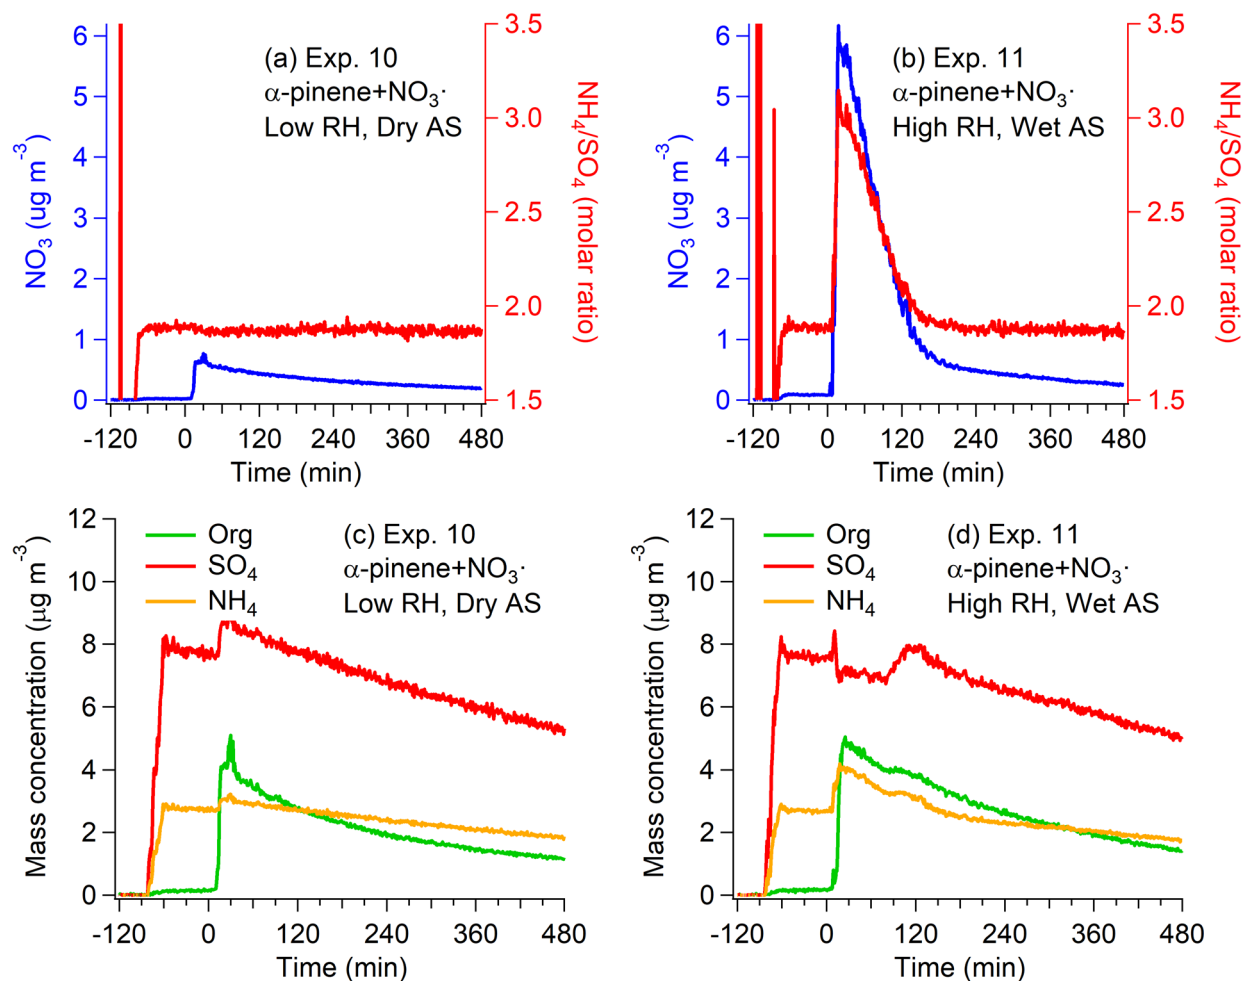 (a) Exp. 10
α-pinene+NO₃·
Low RH, Dry AS
NO₃ (ug m⁻³)
6
5
4
3
2
1
0
3.5
3.0
2.5
2.0
1.5
NH₄/SO₄ (molar ratio)
-120 0 120 240 360 480
Time (min)
(b) Exp. 11
α-pinene+NO₃·
High RH, Wet AS
NO₃ (ug m⁻³)
6
5
4
3
2
1
0
3.5
3.0
2.5
2.0
1.5
NH₄/SO₄ (molar ratio)
-120 0 120 240 360 480
Time (min)
Org
SO₄
NH₄
(c) Exp. 10
α-pinene+NO₃·
Low RH, Dry AS
Mass concentration (μg m⁻³)
12
10
8
6
4
2
0
-120 0 120 240 360 480
Time (min)
Org
SO₄
NH₄
(d) Exp. 11
α-pinene+NO₃·
High RH, Wet AS
Mass concentration (μg m⁻³)
12
10
8
6
4
2
0
-120 0 120 240 360 480
Time (min)